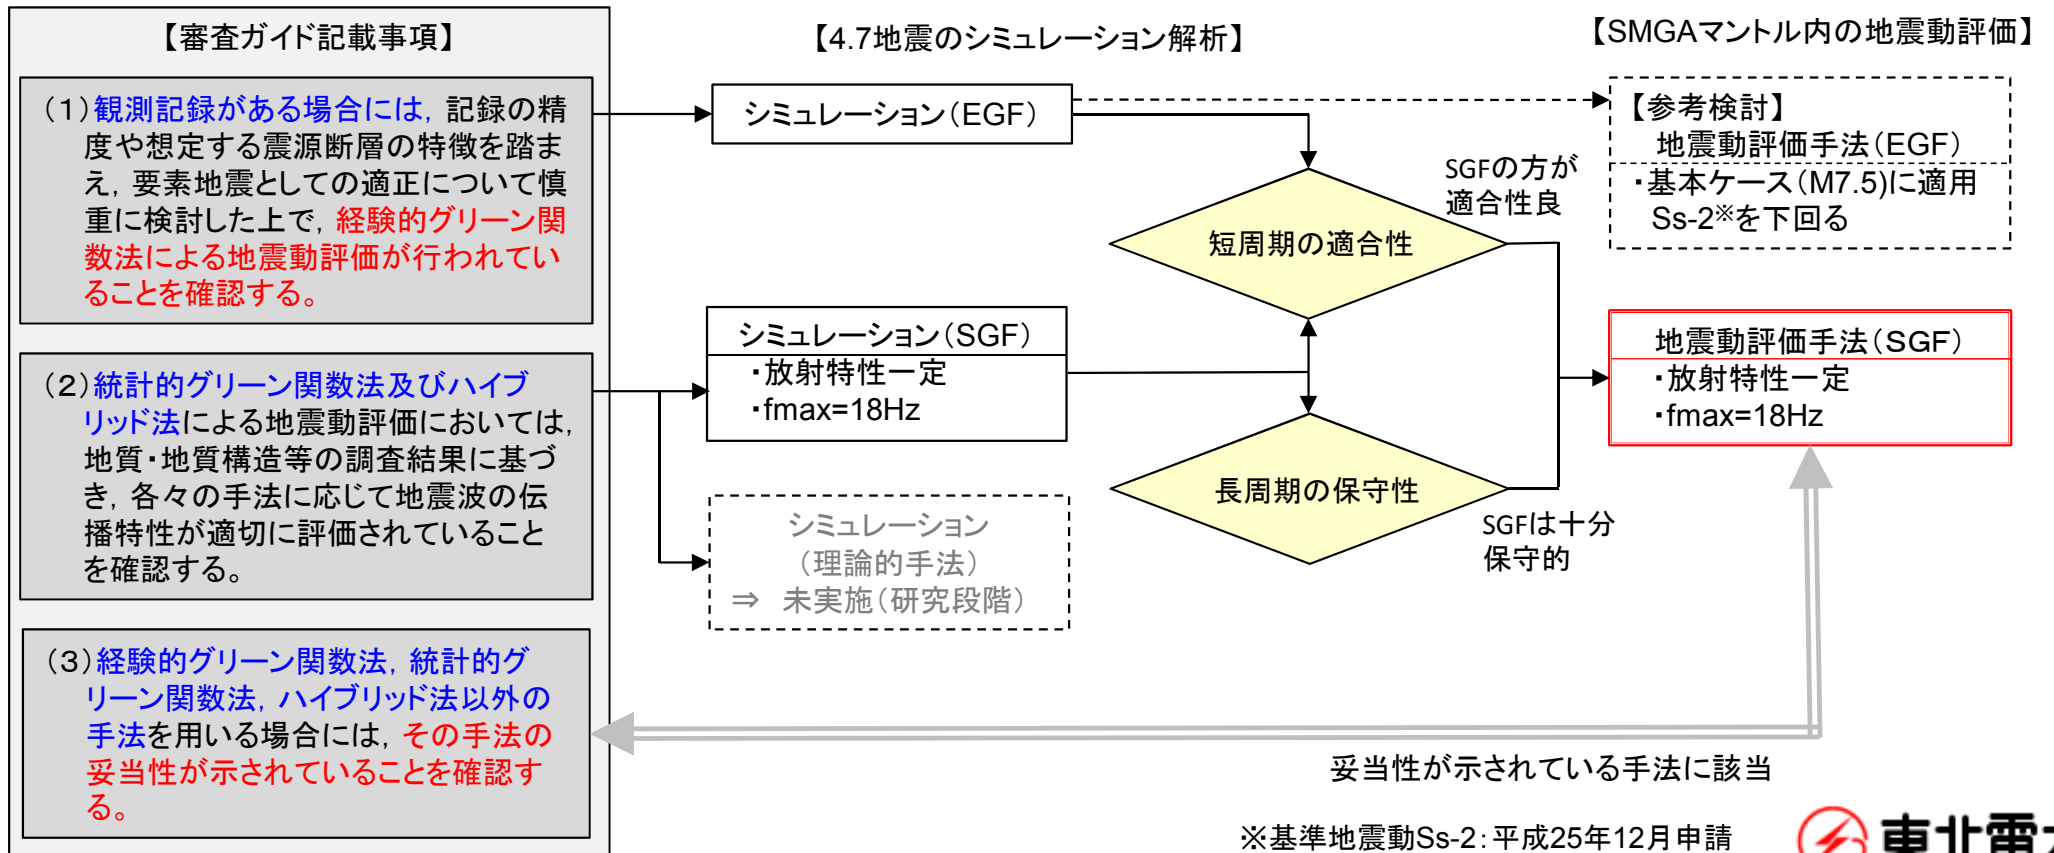 【審査ガイド記載事項】
(1)観測記録がある場合には, 記録の精
度や想定する震源断層の特徴を踏ま
え, 要素地震としての適正について慎
重に検討した上で, 経験的グリーン関
数法による地震動評価が行われてい
ることを確認する。
(2)統計的グリーン関数法及びハイブ
リッド法による地震動評価においては,
地質・地質構造等の調査結果に基づ
き, 各々の手法に応じて地震波の伝
播特性が適切に評価されていること
を確認する。
(3)経験的グリーン関数法, 統計的グ
リーン関数法, ハイブリッド法以外の
手法を用いる場合には, その手法の
妥当性が示されていることを確認す
る。
【4.7地震のシミュレーション解析】
シミュレーション(EGF)
シミュレーション(SGF)
・放射特性一定
・fmax=18Hz
シミュレーション
(理論的手法)
⇒ 未実施(研究段階)
短周期の適合性
SGFの方が
適合性良
長周期の保守性
SGFは十分
保守的
【SMGAマントル内の地震動評価】
【参考検討】
地震動評価手法(EGF)
・基本ケース(M7.5)に適用
Ss-2※を下回る
地震動評価手法(SGF)
・放射特性一定
・fmax=18Hz
妥当性が示されている手法に該当
※基準地震動Ss-2:平成25年12月申請
東北電